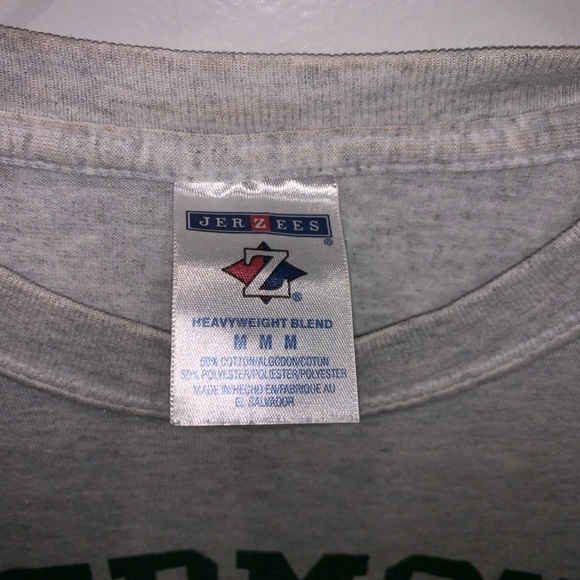 JERZEES
®
Z
®
HEAVYWEIGHT BLEND
M M M
50% COTTON/ALGODON/COTON
50% POLYESTER/POLIESTER/POLYESTER
MADE IN/HECHO EN/FABRIQUE AU
EL SALVADOR